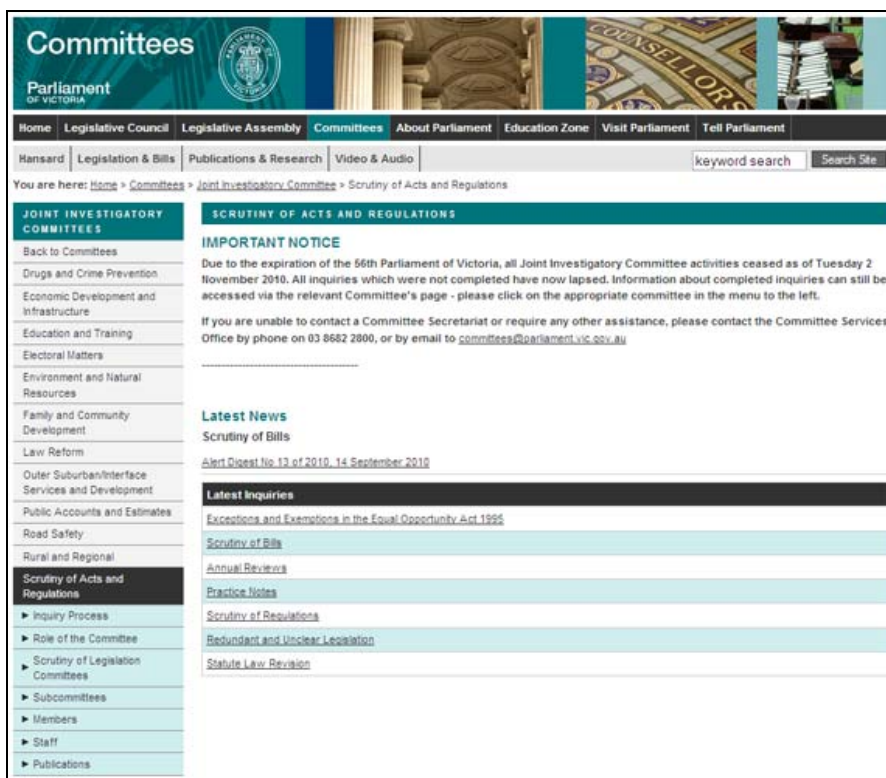 Committees
Parliament
OF VICTORIA
PARLIAMENT OF VICTORIA
COUNSELLORS
Home Legislative Council Legislative Assembly Committees About Parliament Education Zone Visit Parliament Tell Parliament
Hansard Legislation & Bills Publications & Research Video & Audio keyword search Search Site
You are here: Home > Committees > Joint Investigatory Committee > Scrutiny of Acts and Regulations
JOINT INVESTIGATORY
COMMITTEES
Back to Committees
Drugs and Crime Prevention
Economic Development and
Infrastructure
Education and Training
Electoral Matters
Environment and Natural
Resources
Family and Community
Development
Law Reform
Outer Suburban/Interface
Services and Development
Public Accounts and Estimates
Road Safety
Rural and Regional
Scrutiny of Acts and
Regulations
► Inquiry Process
► Role of the Committee
► Scrutiny of Legislation
Committees
► Subcommittees
► Members
► Staff
► Publications
SCRUTINY OF ACTS AND REGULATIONS
IMPORTANT NOTICE
Due to the expiration of the 56th Parliament of Victoria, all Joint Investigatory Committee activities ceased as of Tuesday 2
November 2010. All inquiries which were not completed have now lapsed. Information about completed inquiries can still be
accessed via the relevant Committee's page - please click on the appropriate committee in the menu to the left.
If you are unable to contact a Committee Secretariat or require any other assistance, please contact the Committee Services
Office by phone on 03 8682 2800, or by email to committees@parliament.vic.gov.au
---------------------------------------
Latest News
Scrutiny of Bills
Alert Digest No 13 of 2010, 14 September 2010
Latest Inquiries
Exceptions and Exemptions in the Equal Opportunity Act 1995
Scrutiny of Bills
Annual Reviews
Practice Notes
Scrutiny of Regulations
Redundant and Unclear Legislation
Statute Law Revision